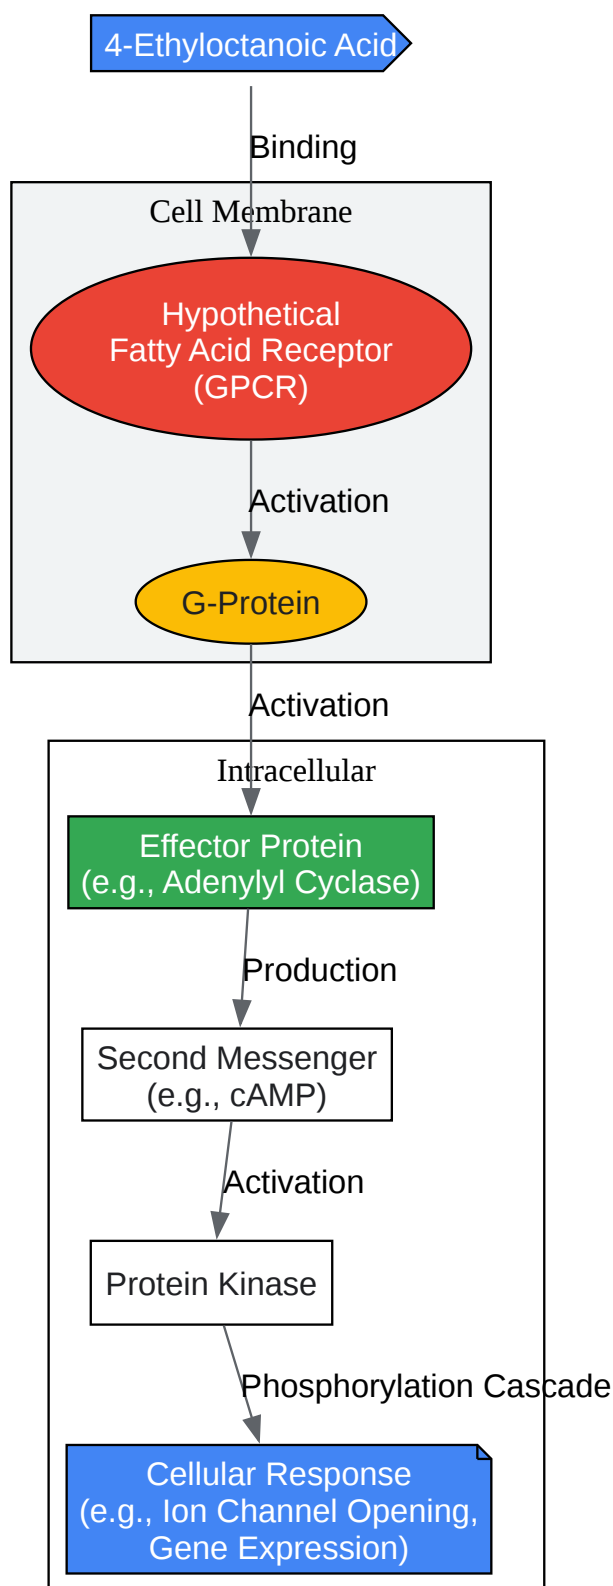 4-Ethyloctanoic Acid
Binding
Cell Membrane
Hypothetical
Fatty Acid Receptor
(GPCR)
Activation
G-Protein
Activation
Intracellular
Effector Protein
(e.g., Adenylyl Cyclase)
Production
Second Messenger
(e.g., cAMP)
Activation
Protein Kinase
Phosphorylation Cascade
Cellular Response
(e.g., Ion Channel Opening,
Gene Expression)